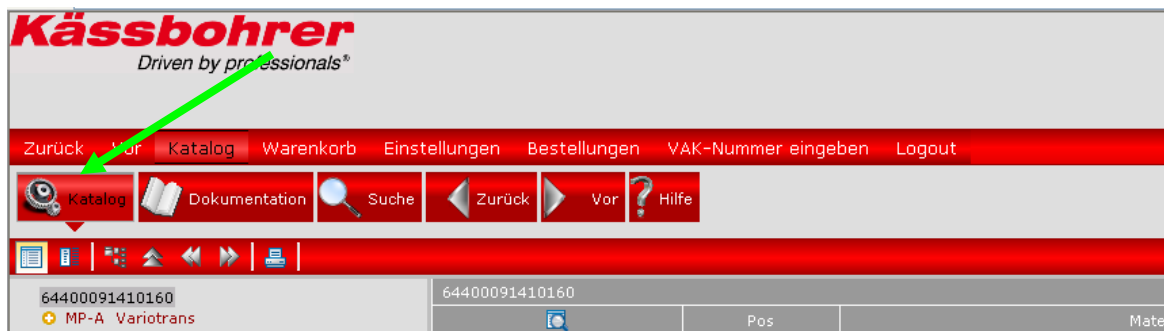 Kässbohrer
Driven by professionals®
Zurück Vor Katalog Warenkorb Einstellungen Bestellungen VAK-Nummer eingeben Logout
Katalog Dokumentation Suche Zurück Vor Hilfe
64400091410160 64400091410160
MP-A Variotrans Pos Mate